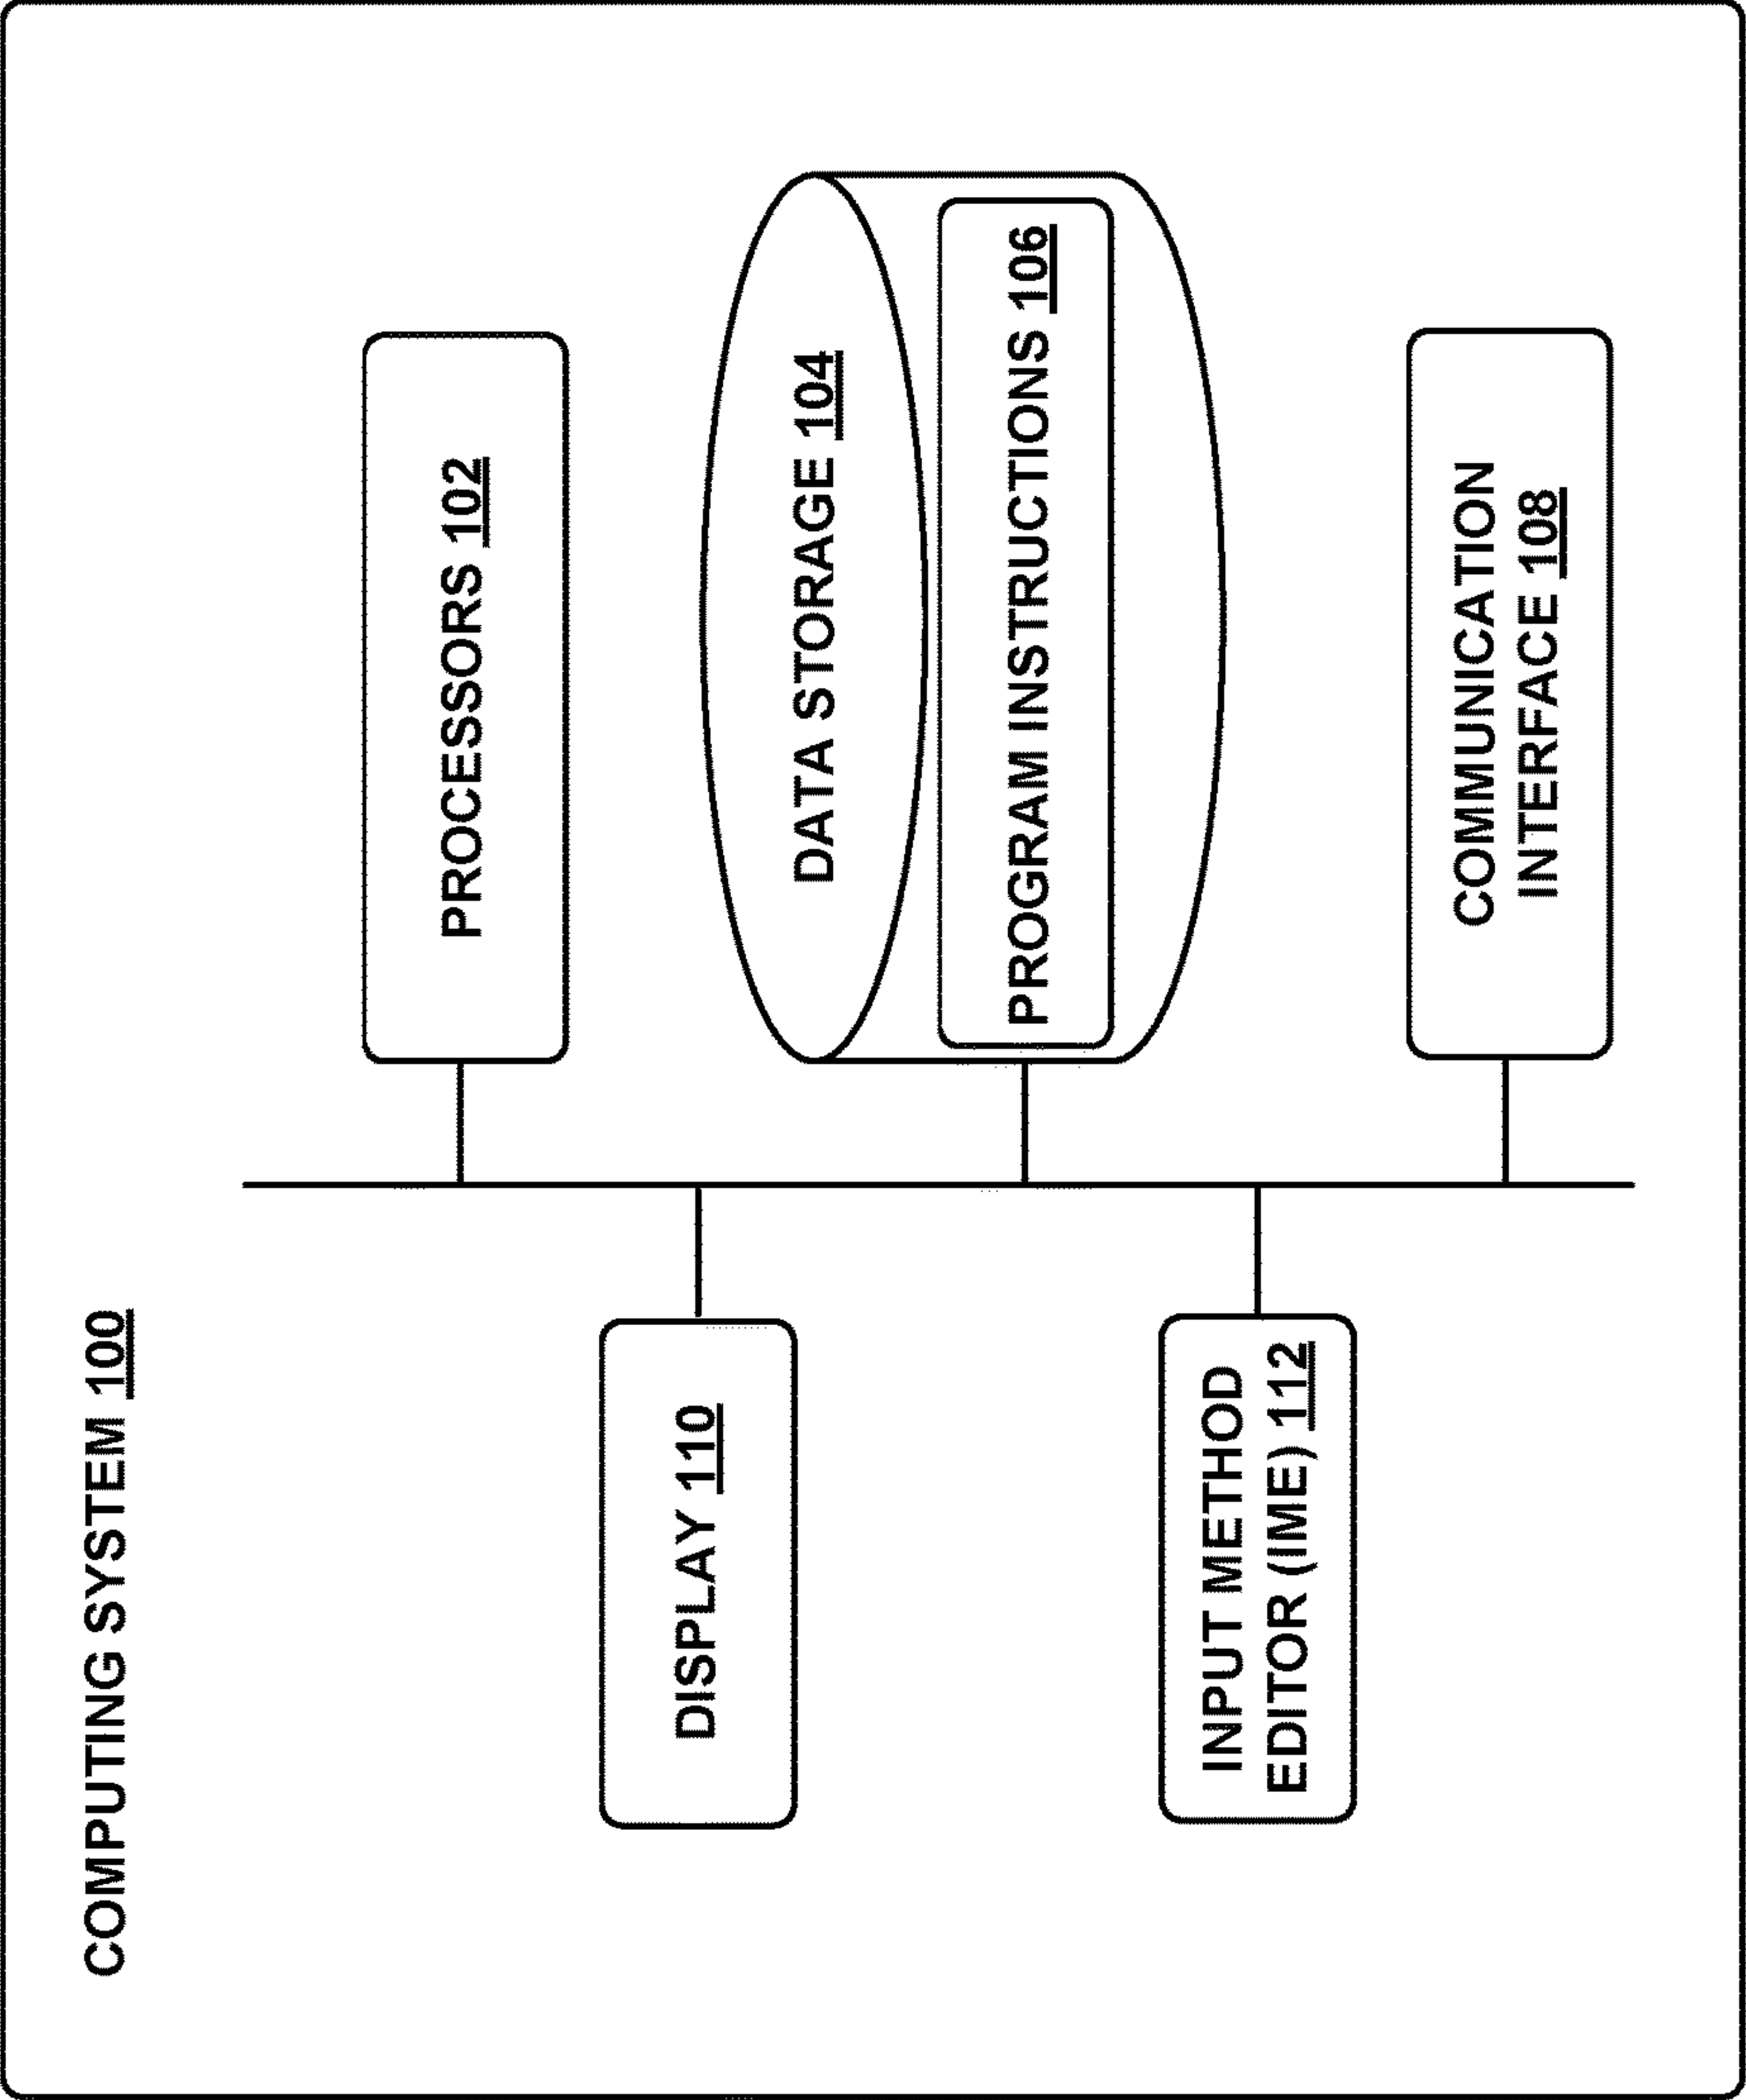 COMPUTING SYSTEM 100
PROCESSORS 102
DISPLAY 110
DATA STORAGE 104
PROGRAM INSTRUCTIONS 106
INPUT METHOD
EDITOR (IME) 112
COMMUNICATION
INTERFACE 108